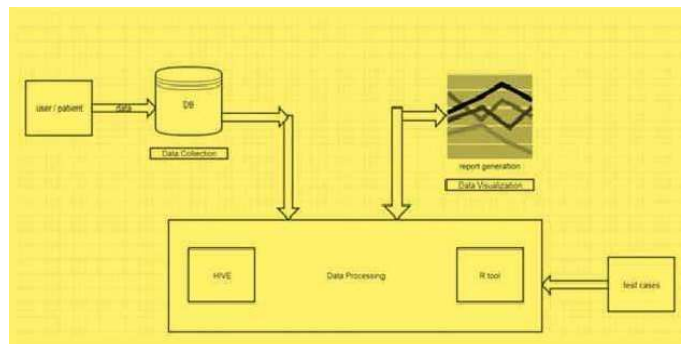 user / patient
data
DB
Data Collection
report generation
Data Visualization
HIVE
Data Processing
R tool
test cases